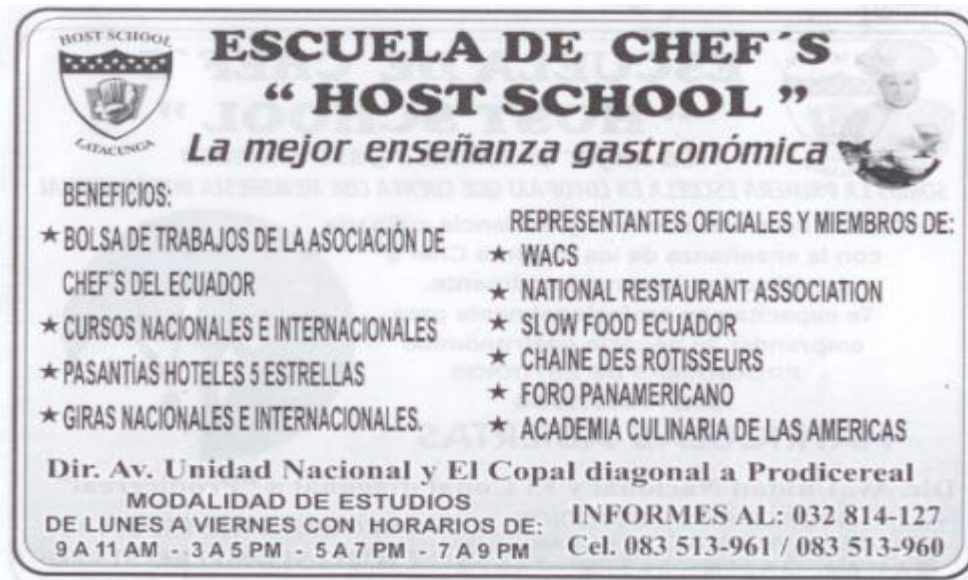 HOST SCHOOL
LATACUNGA
ESCUELA DE CHEF´S
“ HOST SCHOOL ”
La mejor enseñanza gastronómica
BENEFICIOS:
★ BOLSA DE TRABAJOS DE LA ASOCIACIÓN DE
CHEF´S DEL ECUADOR
★ CURSOS NACIONALES E INTERNACIONALES
★ PASANTÍAS HOTELES 5 ESTRELLAS
★ GIRAS NACIONALES E INTERNACIONALES.
REPRESENTANTES OFICIALES Y MIEMBROS DE:
★ WACS
★ NATIONAL RESTAURANT ASSOCIATION
★ SLOW FOOD ECUADOR
★ CHAINE DES ROTISSEURS
★ FORO PANAMERICANO
★ ACADEMIA CULINARIA DE LAS AMERICAS
Dir. Av. Unidad Nacional y El Copal diagonal a Prodicereal
MODALIDAD DE ESTUDIOS
DE LUNES A VIERNES CON HORARIOS DE:
9 A 11 AM - 3 A 5 PM - 5 A 7 PM - 7 A 9 PM
INFORMES AL: 032 814-127
Cel. 083 513-961 / 083 513-960